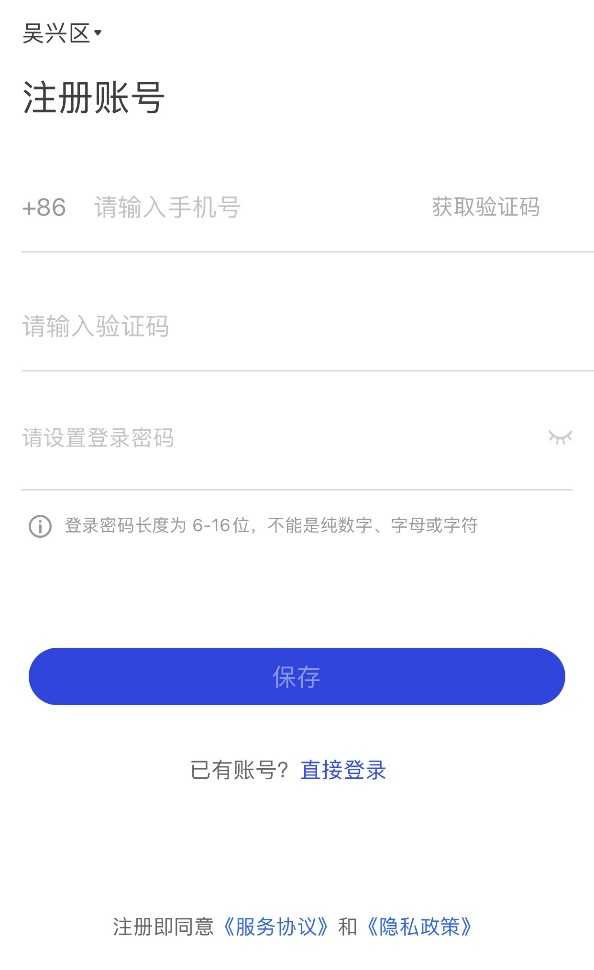 吴兴区
注册账号
+86 请输入手机号 获取验证码
请输入验证码
请设置登录密码
登录密码长度为 6-16位，不能是纯数字、字母或字符
保存
已有账号？直接登录
注册即同意《服务协议》和《隐私政策》